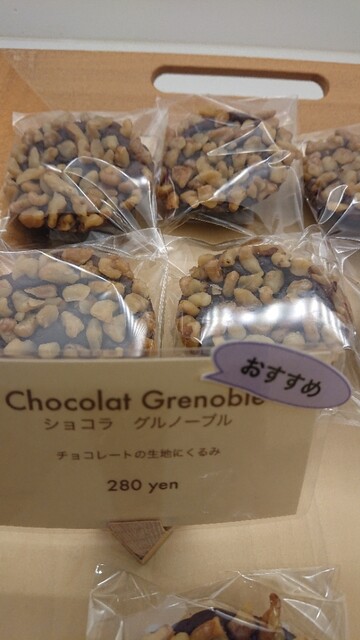 おすすめ
Chocolat Grenoble
ショコラ　グルノーブル
チョコレートの生地にくるみ
280 yen